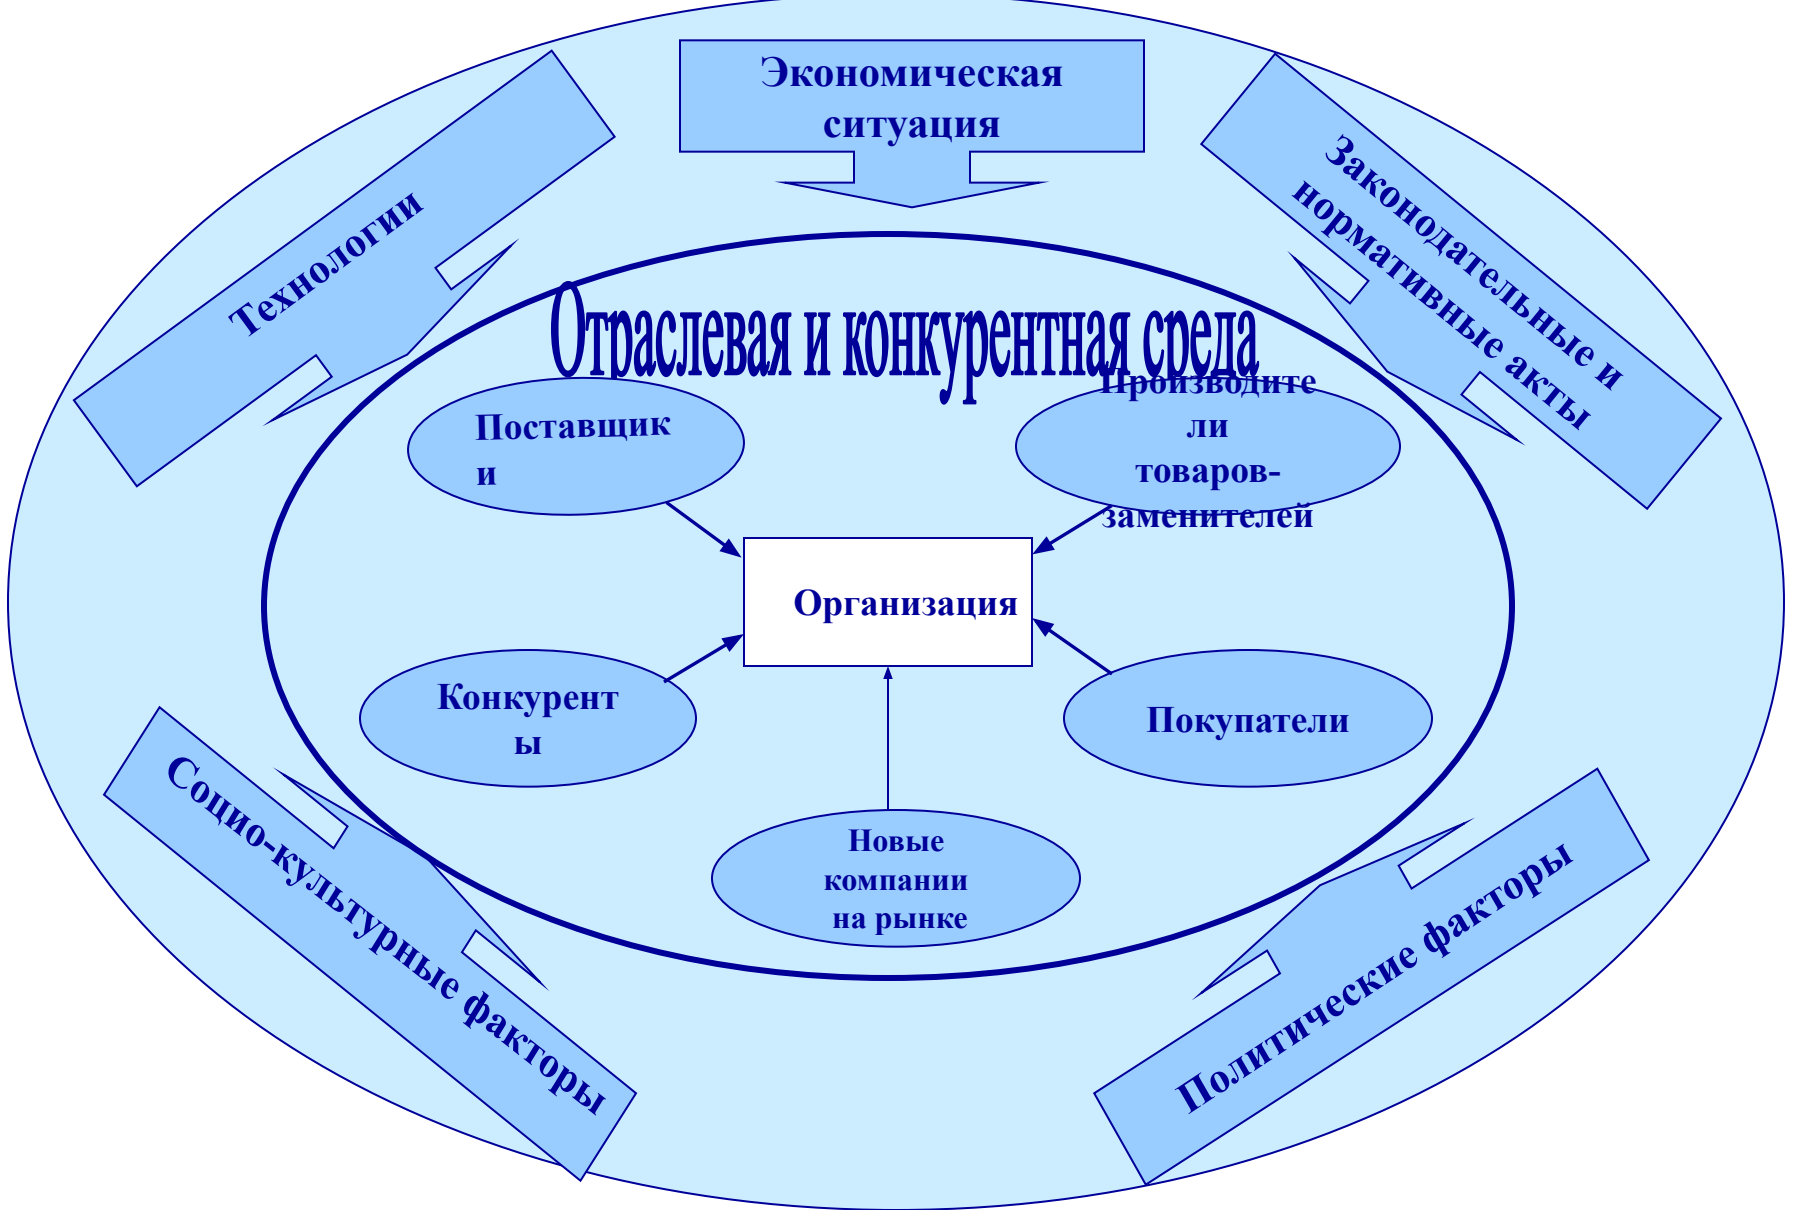 Экономическая
ситуация
Технологии
Законодательные и
нормативные акты
Отраслевая и конкурентная среда
Поставщик
и
Производите
ли
товаров-
заменителей
Организация
Конкурент
ы
Покупатели
Новые
компании
на рынке
Социо-культурные факторы
Политические факторы